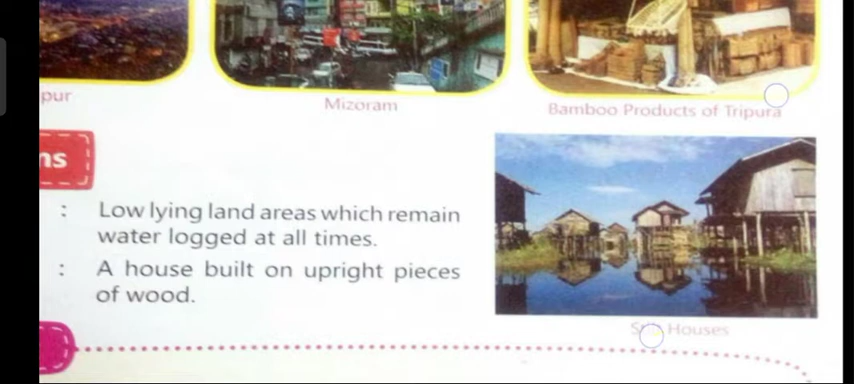 pur
Mizoram
Bamboo Products of Tripura
ns
: Low lying land areas which remain
water logged at all times.
: A house built on upright pieces
of wood.
Stilt Houses